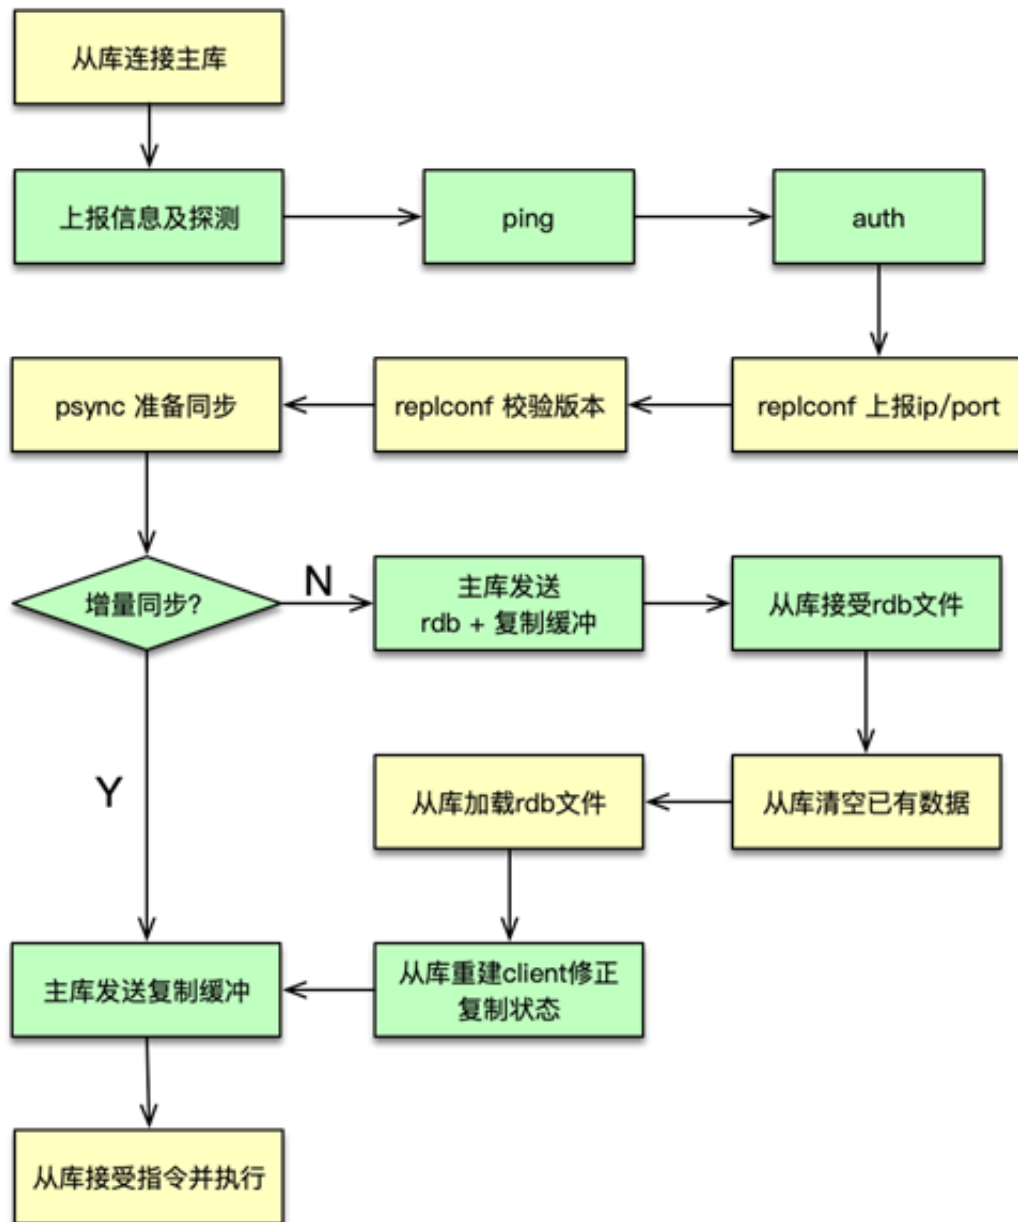 从库连接主库
上报信息及探测
ping
auth
replconf 上报ip/port
replconf 校验版本
psync 准备同步
增量同步?
N
主库发送
rdb + 复制缓冲
从库接受rdb文件
从库清空已有数据
从库加载rdb文件
从库重建client修正
复制状态
Y
主库发送复制缓冲
从库接受指令并执行